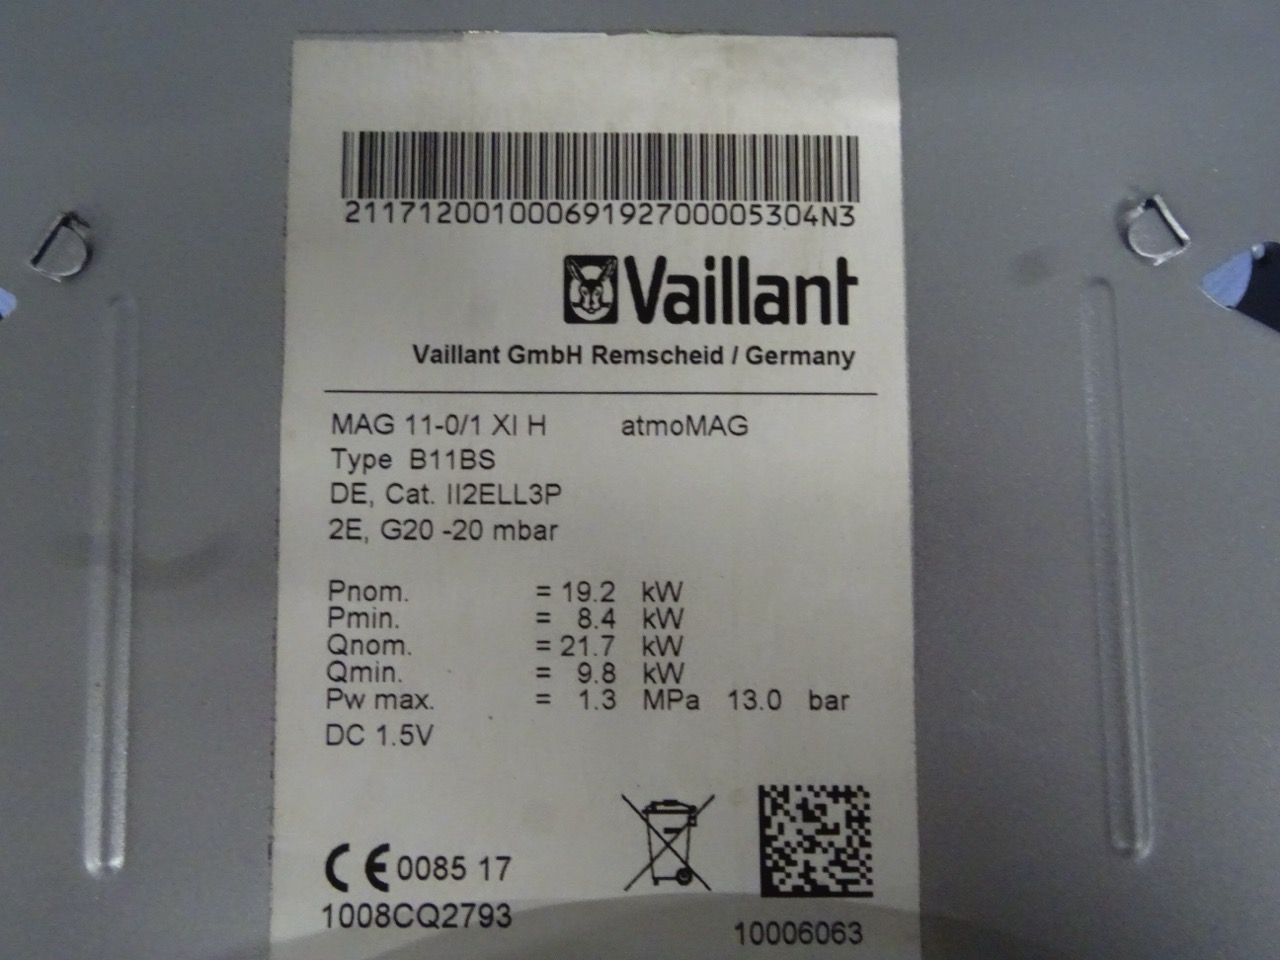 21171200100069192700005304N3
Vaillant
Vaillant GmbH Remscheid / Germany
MAG 11-0/1 XI H atmoMAG
Type B11BS
DE, Cat. II2ELL3P
2E, G20 -20 mbar
Pnom. = 19.2 kW
Pmin. = 8.4 kW
Qnom. = 21.7 kW
Qmin. = 9.8 kW
Pw max. = 1.3 MPa 13.0 bar
DC 1.5V
CE 0085 17
1008CQ2793
10006063